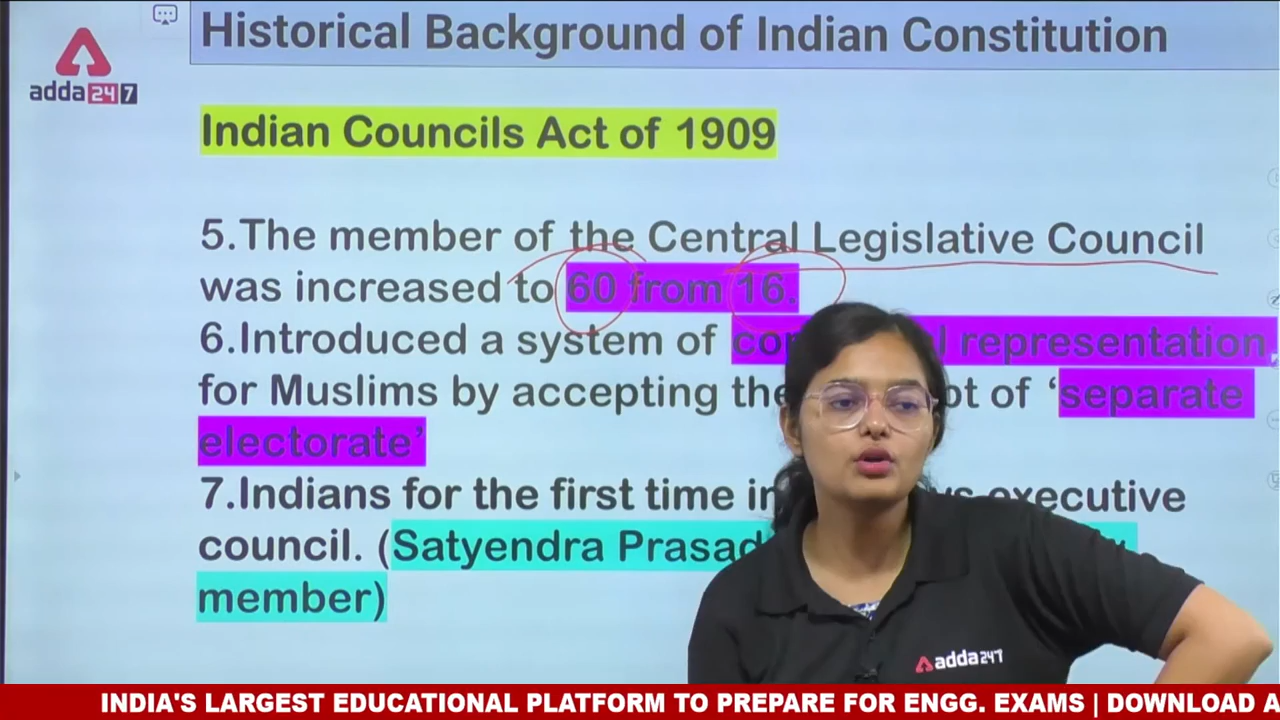 Historical Background of Indian Constitution
adda247
Indian Councils Act of 1909
5.The member of the Central Legislative Council
was increased to 60 from 16.
6.Introduced a system of representation,
for Muslims by accepting the of ‘separate
electorate’
7.Indians for the first time in executive
council. (Satyendra Prasad
member)
adda247
INDIA'S LARGEST EDUCATIONAL PLATFORM TO PREPARE FOR ENGG. EXAMS | DOWNLOAD